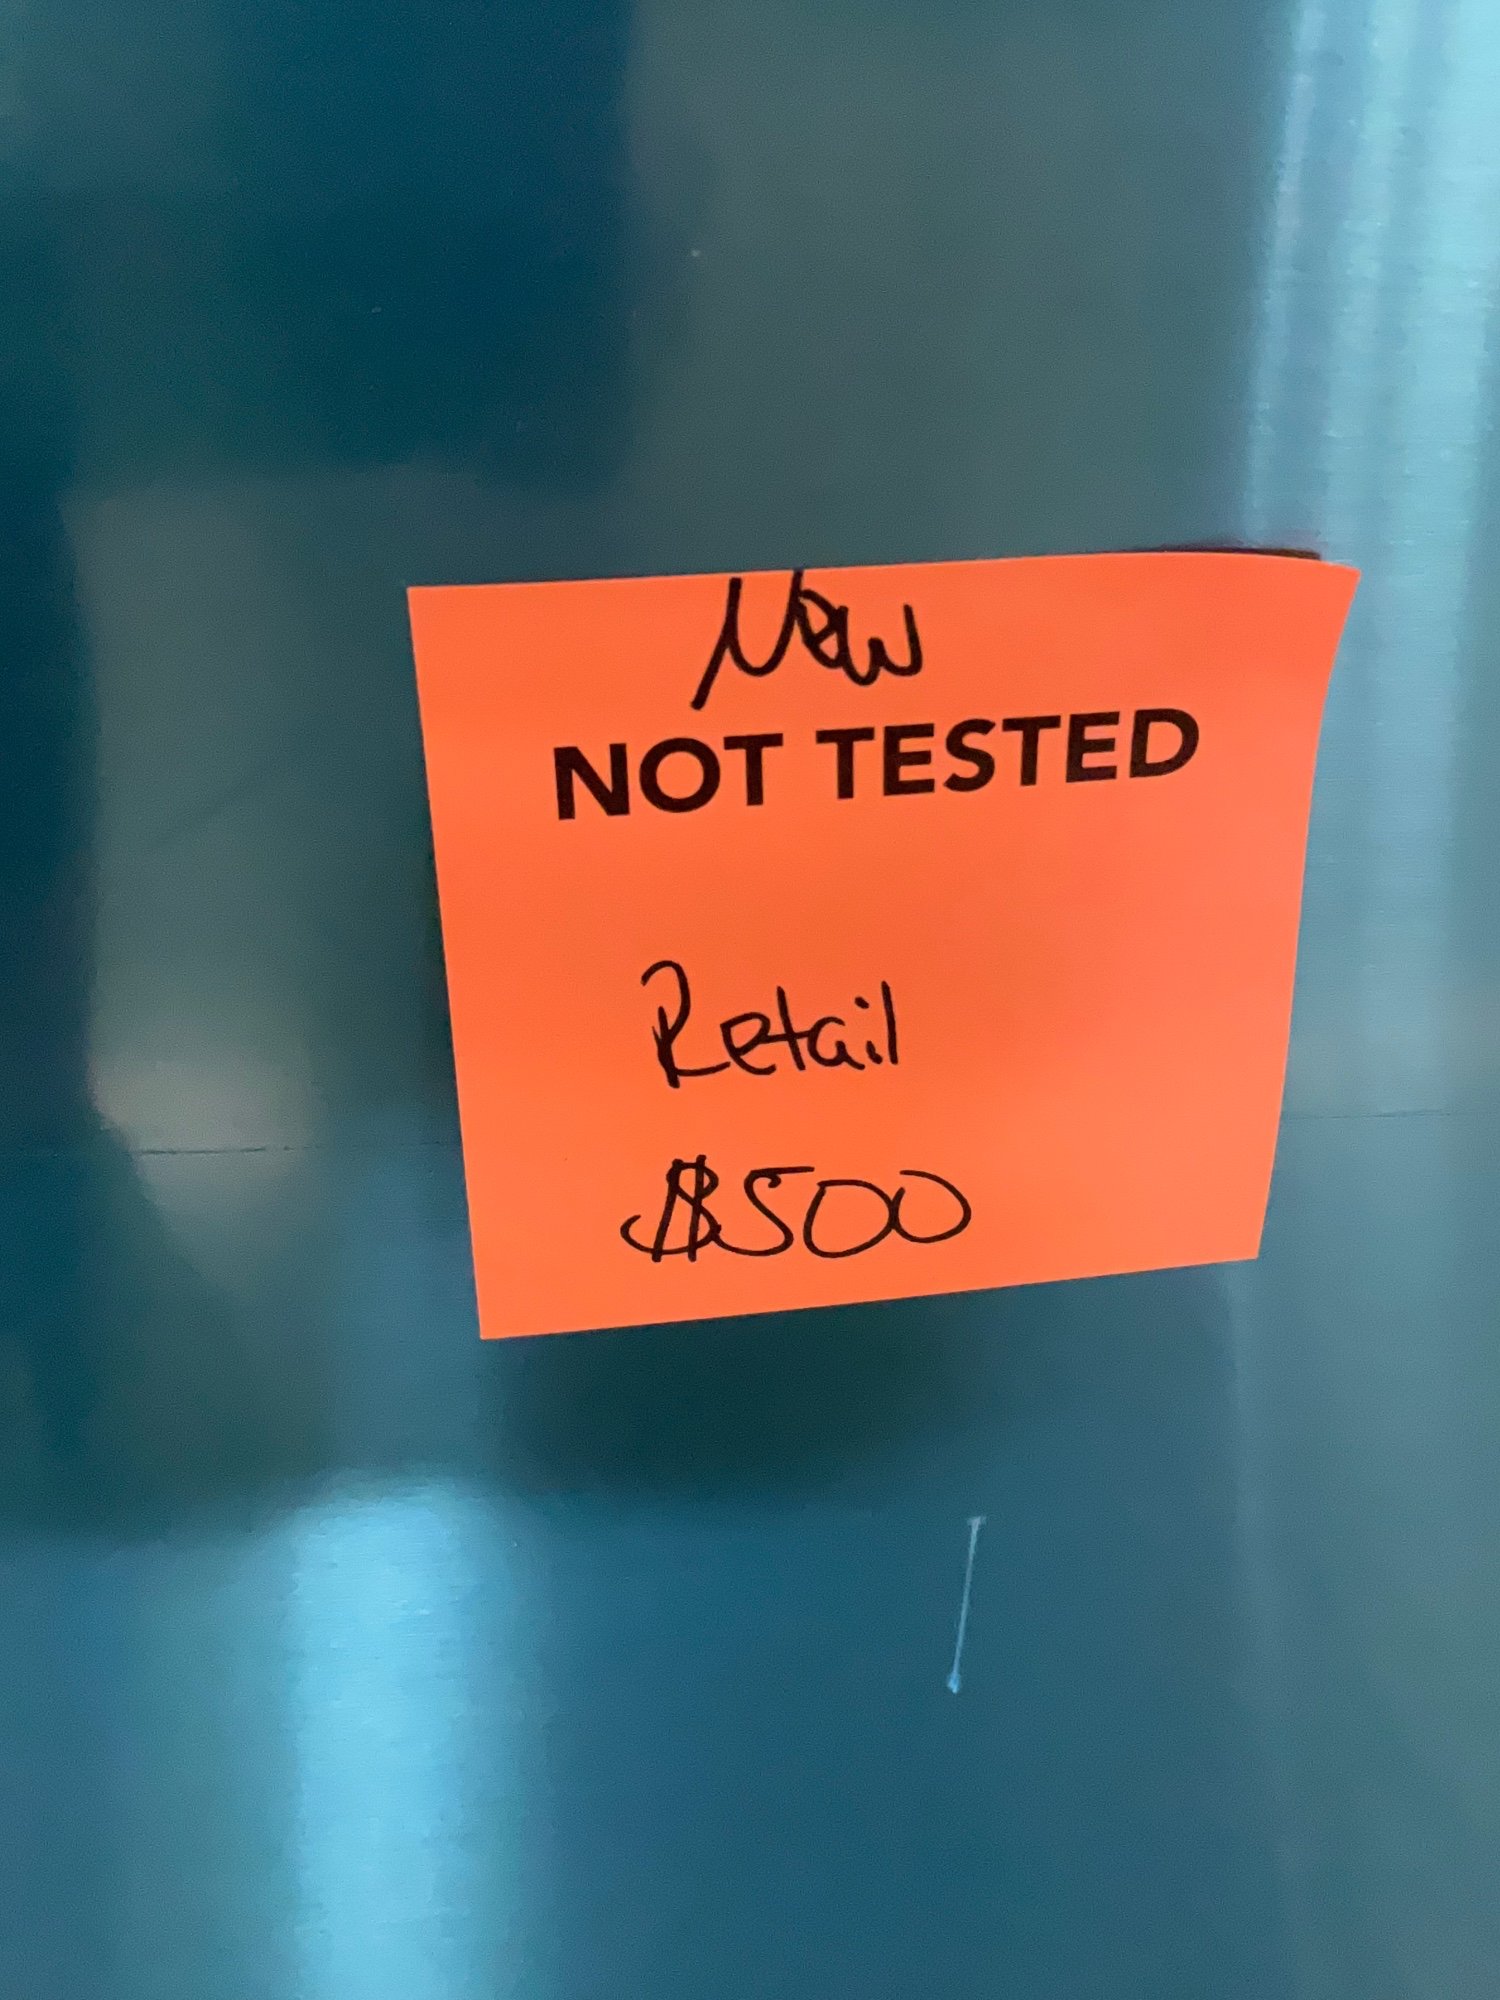 New
NOT TESTED
Retail
$500